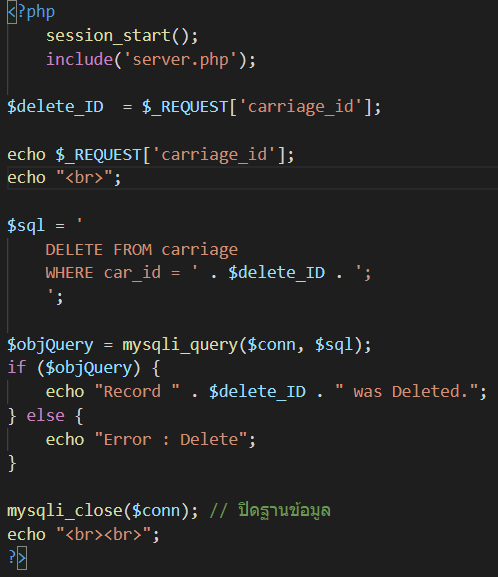 <?php
    session_start();
    include('server.php');

$delete_ID  = $_REQUEST['carriage_id'];

echo $_REQUEST['carriage_id'];
echo "<br>";

$sql = '
    DELETE FROM carriage
    WHERE car_id = ' . $delete_ID . ';
    ';

$objQuery = mysqli_query($conn, $sql);
if ($objQuery) {
    echo "Record " . $delete_ID . " was Deleted.";
} else {
    echo "Error : Delete";
}

mysqli_close($conn); // ปิดฐานข้อมูล
echo "<br><br>";
?>